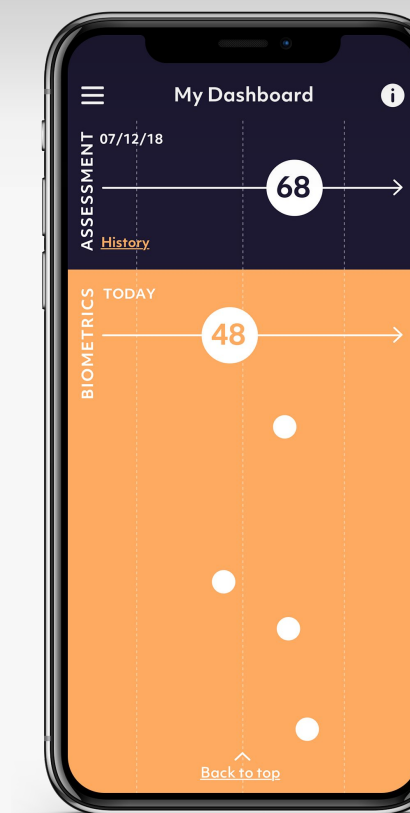 My Dashboard
ASSESSMENT
07/12/18
68
History
BIOMETRICS
TODAY
48
Back to top